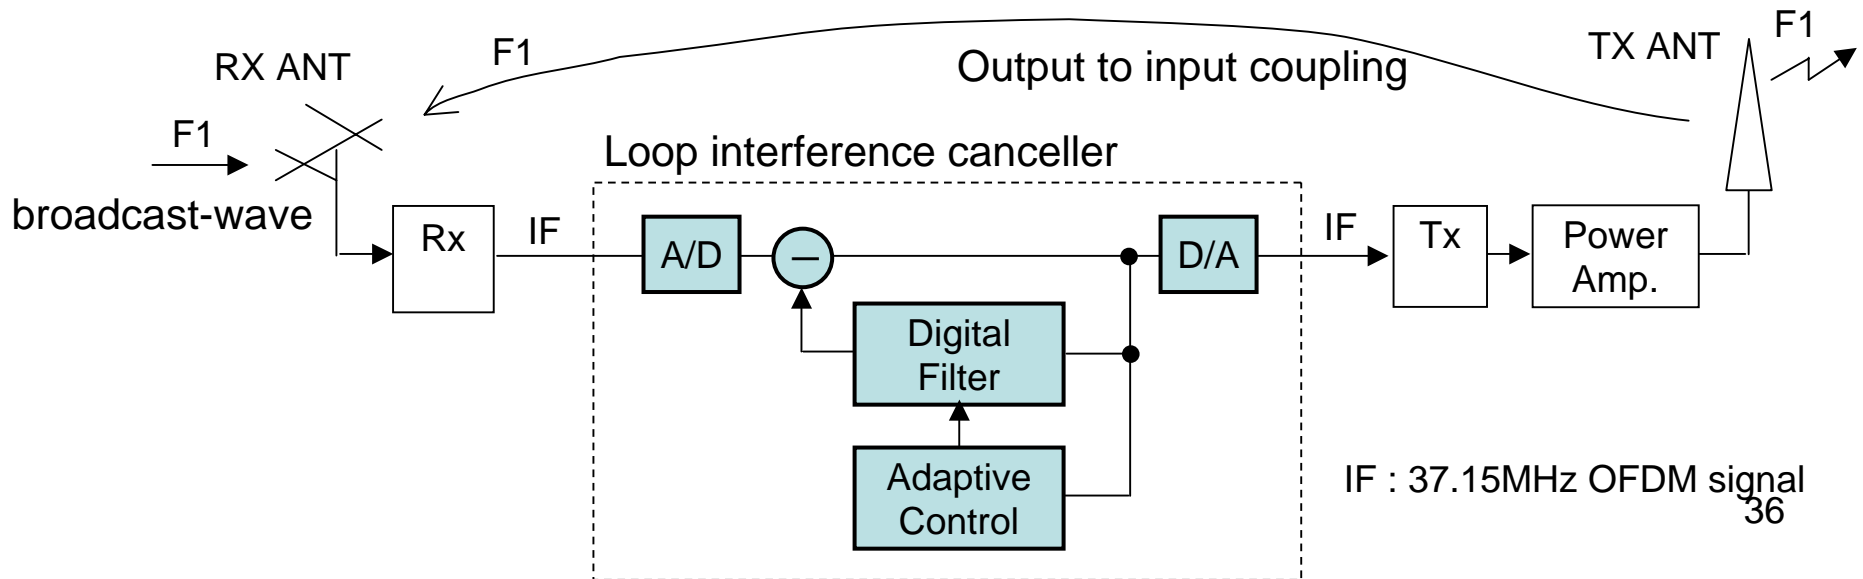 F1
RX ANT
F1
Output to input coupling
TX ANT
F1
broadcast-wave
Loop interference canceller
Rx
IF
A/D
−
D/A
IF
Tx
Power
Amp.
Digital
Filter
Adaptive
Control
IF : 37.15MHz OFDM signal
36